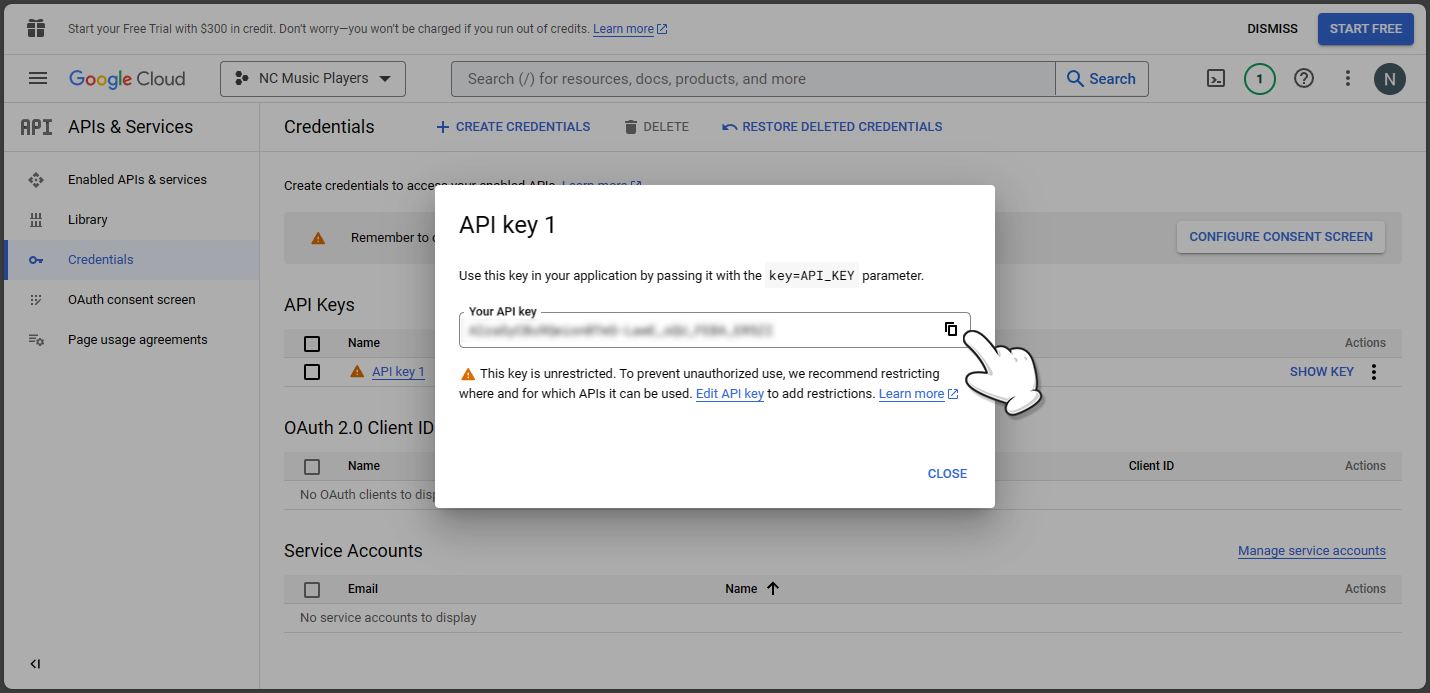 Start your Free Trial with $300 in credit. Don't worry—you won't be charged if you run out of credits. Learn more
DISMISS
START FREE
Google Cloud
NC Music Players
Search (/) for resources, docs, products, and more
Search
1
N
API
APIs & Services
Credentials
CREATE CREDENTIALS
DELETE
RESTORE DELETED CREDENTIALS
Enabled APIs & services
Library
Credentials
OAuth consent screen
Page usage agreements
Create credentials to access your enabled APIs. Learn more
Remember to
CONFIGURE CONSENT SCREEN
API key 1
Use this key in your application by passing it with the key=API_KEY parameter.
Your API key
This key is unrestricted. To prevent unauthorized use, we recommend restricting
where and for which APIs it can be used. Edit API key to add restrictions. Learn more
CLOSE
API Keys
Name
Actions
API key 1
SHOW KEY
OAuth 2.0 Client ID
Name
Client ID
Actions
No OAuth clients to
Service Accounts
Manage service accounts
Email
Name
Actions
No service accounts to display